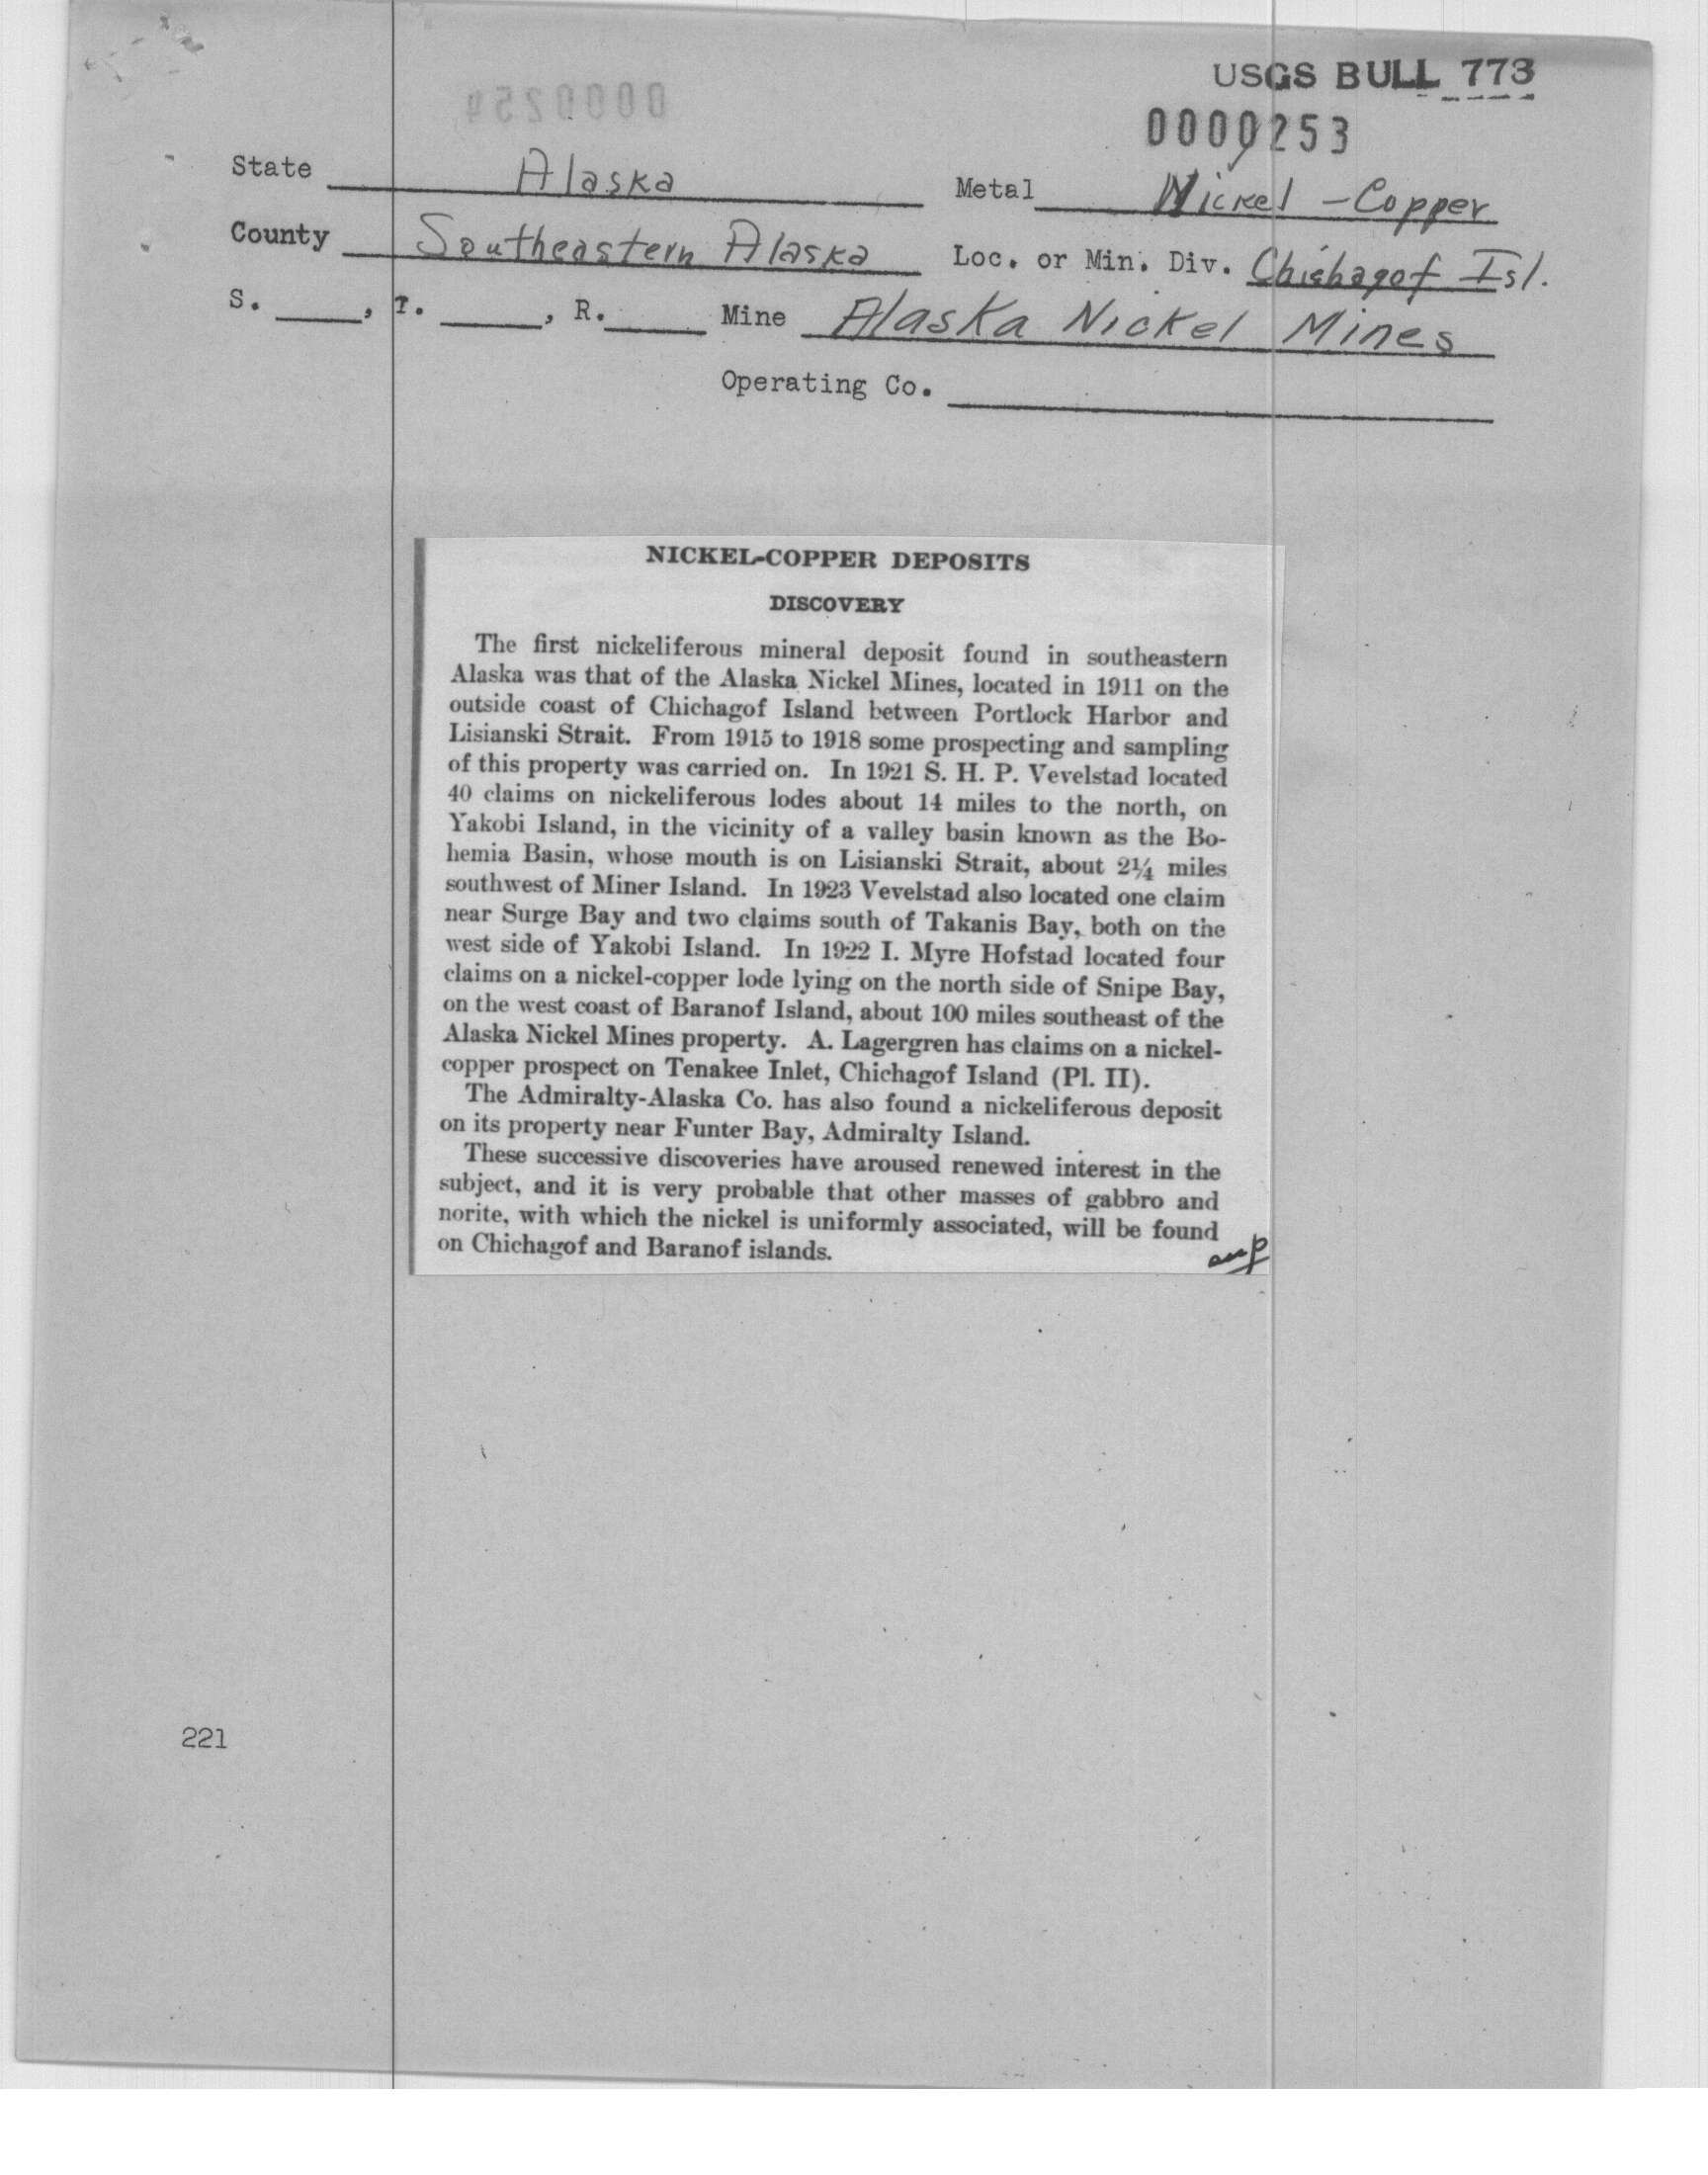 USGS BULL 773
0000254
0000253
State Alaska
Metal Nickel - Copper
County Southeastern Alaska
Loc. or Min. Div. Chichagof Isl.
S. , T. , R. Mine Alaska Nickel Mines
Operating Co.
NICKEL-COPPER DEPOSITS
DISCOVERY
The first nickeliferous mineral deposit found in southeastern
Alaska was that of the Alaska Nickel Mines, located in 1911 on the
outside coast of Chichagof Island between Portlock Harbor and
Lisianski Strait. From 1915 to 1918 some prospecting and sampling
of this property was carried on. In 1921 S. H. P. Vevelstad located
40 claims on nickeliferous lodes about 14 miles to the north, on
Yakobi Island, in the vicinity of a valley basin known as the Bo-
hemia Basin, whose mouth is on Lisianski Strait, about 2¼ miles
southwest of Miner Island. In 1923 Vevelstad also located one claim
near Surge Bay and two claims south of Takanis Bay, both on the
west side of Yakobi Island. In 1922 I. Myre Hofstad located four
claims on a nickel-copper lode lying on the north side of Snipe Bay,
on the west coast of Baranof Island, about 100 miles southeast of the
Alaska Nickel Mines property. A. Lagergren has claims on a nickel-
copper prospect on Tenakee Inlet, Chichagof Island (Pl. II).
The Admiralty-Alaska Co. has also found a nickeliferous deposit
on its property near Funter Bay, Admiralty Island.
These successive discoveries have aroused renewed interest in the
subject, and it is very probable that other masses of gabbro and
norite, with which the nickel is uniformly associated, will be found
on Chichagof and Baranof islands.
221